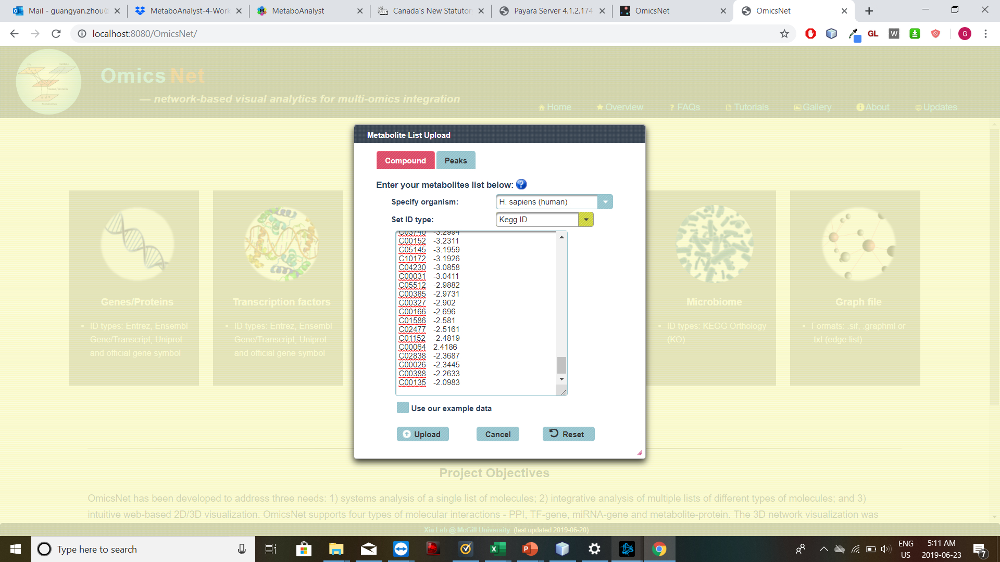 Mail - guangyan.zhou@
MetaboAnalyst-4-Work
MetaboAnalyst
Canada's New Statutor
Payara Server 4.1.2.174
OmicsNet
OmicsNet
localhost:8080/OmicsNet/
GL
W
G
Omics Net
— network-based visual analytics for multi-omics integration
Home
Overview
? FAQs
Tutorials
Gallery
About
Updates
Metabolite List Upload
Compound
Peaks
Enter your metabolites list below: ?
Specify organism: H. sapiens (human)
Set ID type: Kegg ID
C03740 -3.2994
C00152 -3.2311
C05145 -3.1959
C10172 -3.1926
C04230 -3.0858
C00031 -3.0411
C05512 -2.9882
C00385 -2.9731
C00327 -2.902
C00166 -2.696
C01586 -2.581
C02477 -2.5161
C01152 -2.4819
C00064 2.4186
C02838 -2.3687
C00026 -2.3445
C00388 -2.2633
C00135 -2.0983
Use our example data
Upload
Cancel
Reset
Genes/Proteins
• ID types: Entrez, Ensembl
Gene/Transcript, Uniprot
and official gene symbol
Transcription factors
• ID types: Entrez, Ensembl
Gene/Transcript, Uniprot
and official gene symbol
Microbiome
• ID types: KEGG Orthology
(KO)
Graph file
• Formats: .sif, .graphml or
.txt (edge list)
Project Objectives
OmicsNet has been developed to address three needs: 1) systems analysis of a single list of molecules; 2) integrative analysis of multiple lists of different types of molecules; and 3)
intuitive web-based 2D/3D visualization. OmicsNet supports four types of molecular interactions - PPI, TF-gene, miRNA-gene and metabolite-protein. The 3D network visualization was
Xia Lab @ McGill University (last updated 2019-06-20)
Type here to search
ENG
US
5:11 AM
2019-06-23
7